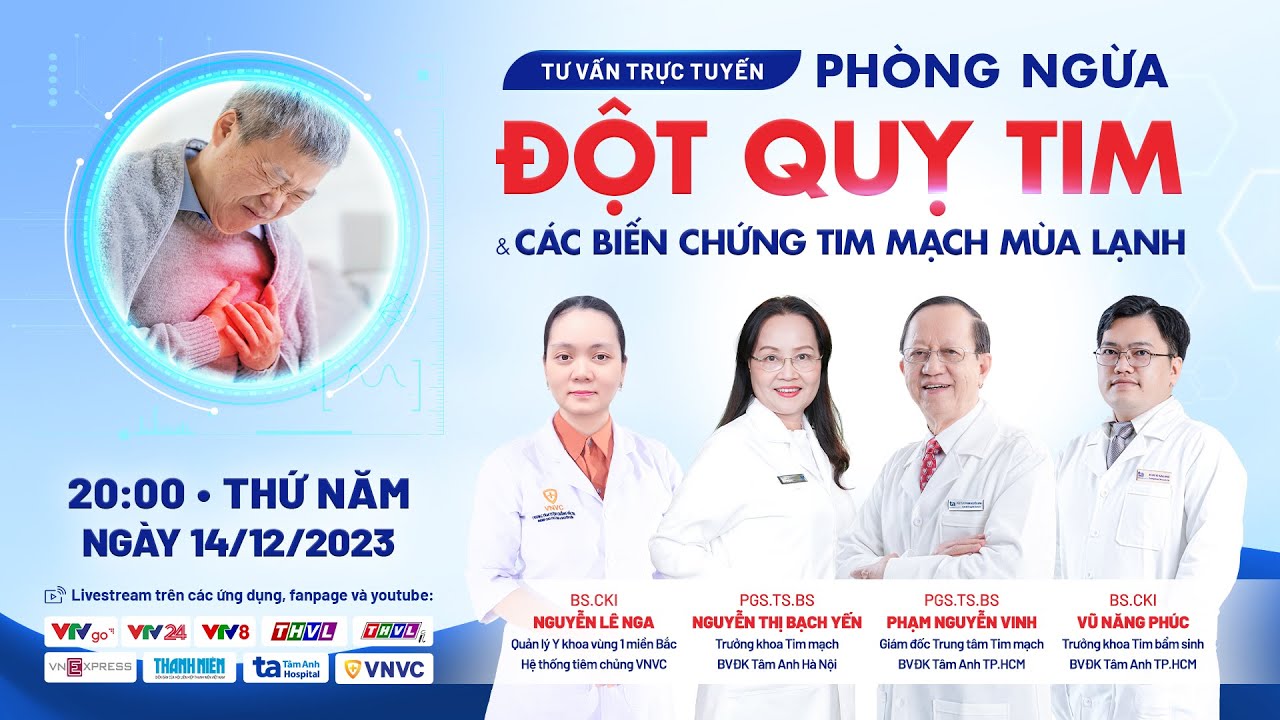 TƯ VẤN TRỰC TUYẾN
PHÒNG NGỪA
ĐỘT QUỴ TIM
& CÁC BIẾN CHỨNG TIM MẠCH MÙA LẠNH
20:00 • THỨ NĂM
NGÀY 14/12/2023
Livestream trên các ứng dụng, fanpage và youtube:
VTVgo VTV24 VTV8 THVL THVLi
VNEXPRESS THANH NIÊN ta Tâm Anh Hospital VNVC
VNVC
ta
BS.CKI
NGUYỄN LÊ NGA
Quản lý Y khoa vùng 1 miền Bắc
Hệ thống tiêm chủng VNVC
PGS.TS.BS
NGUYỄN THỊ BẠCH YẾN
Trưởng khoa Tim mạch
BVĐK Tâm Anh Hà Nội
PGS.TS.BS
PHẠM NGUYỄN VINH
Giám đốc Trung tâm Tim mạch
BVĐK Tâm Anh TP.HCM
BS.CKI
VŨ NĂNG PHÚC
Trưởng khoa Tim bẩm sinh
BVĐK Tâm Anh TP.HCM